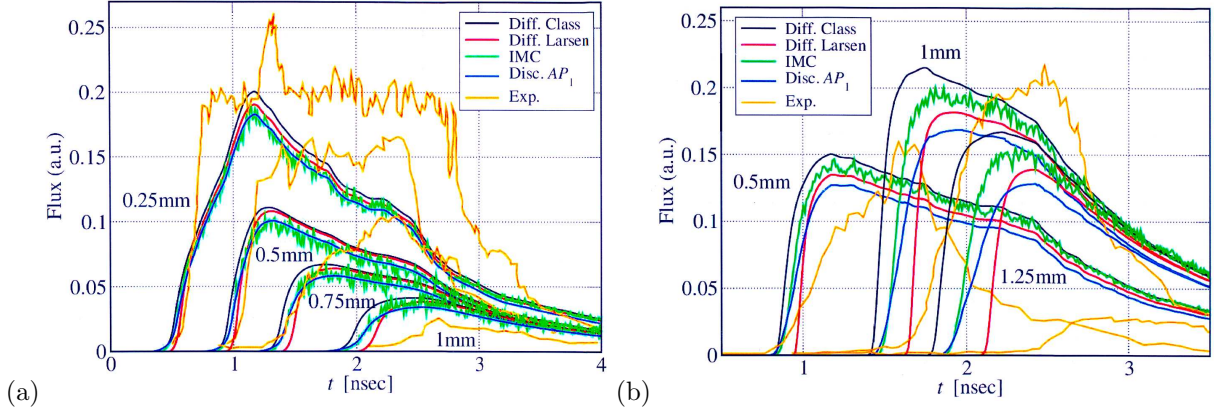 0.25
0.2
0.15
0.1
0.05
0
0 1 2 3 4
Flux (a.u.)
t [nsec]
Diff. Class
Diff. Larsen
IMC
Disc. AP1
Exp.
0.25mm
0.5mm
0.75mm
1mm
(a)
0.25
0.2
0.15
0.1
0.05
0
1 2 3
Flux (a.u.)
t [nsec]
Diff. Class
Diff. Larsen
IMC
Disc. AP1
Exp.
1mm
0.5mm
1.25mm
(b)